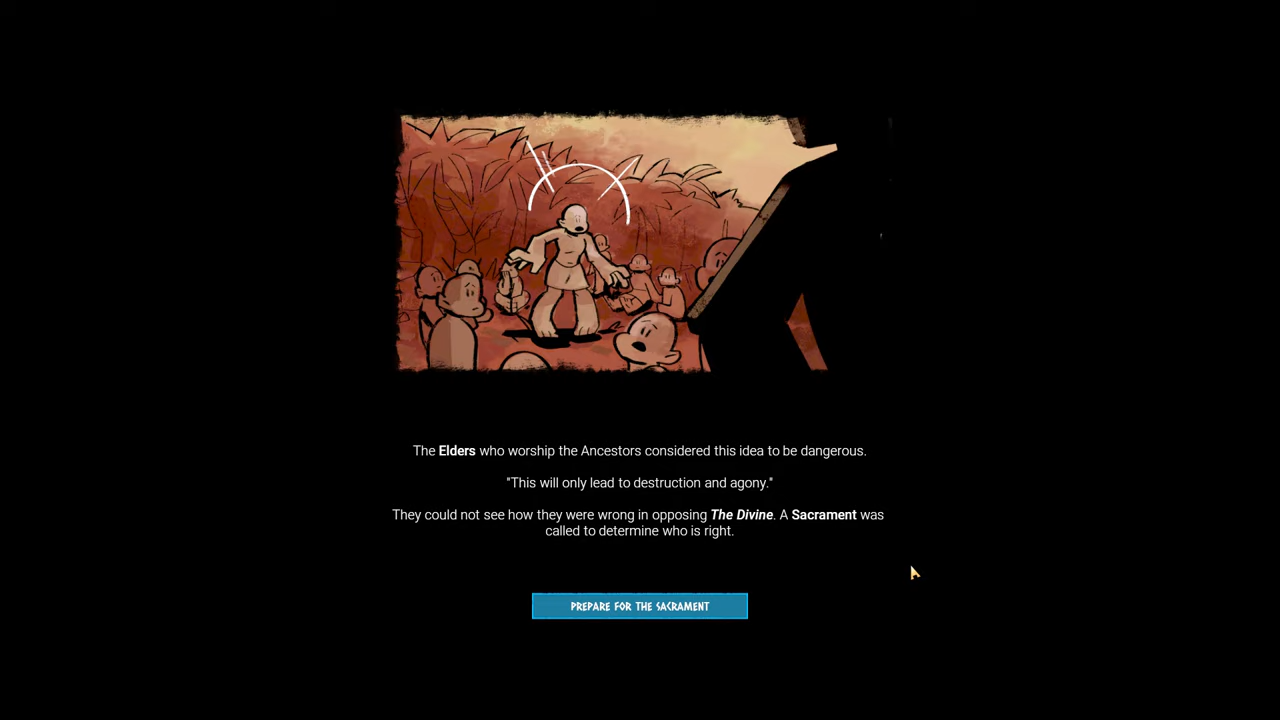 The Elders who worship the Ancestors considered this idea to be dangerous.
"This will only lead to destruction and agony."
They could not see how they were wrong in opposing The Divine. A Sacrament was
called to determine who is right.
PREPARE FOR THE SACRAMENT